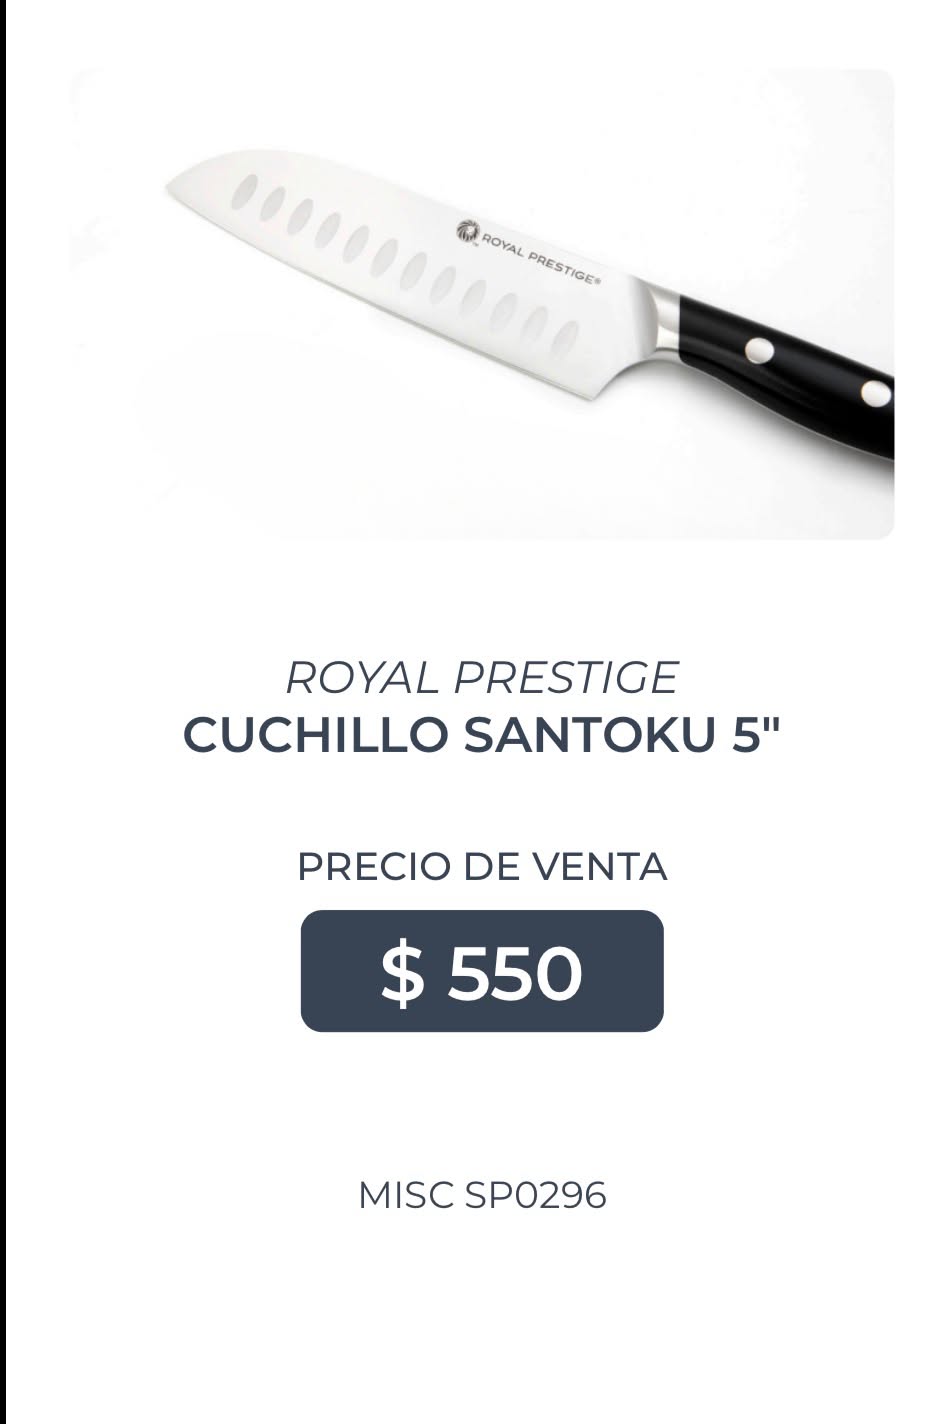 ROYAL PRESTIGE®
ROYAL PRESTIGE
CUCHILLO SANTOKU 5"
PRECIO DE VENTA
$ 550
MISC SP0296